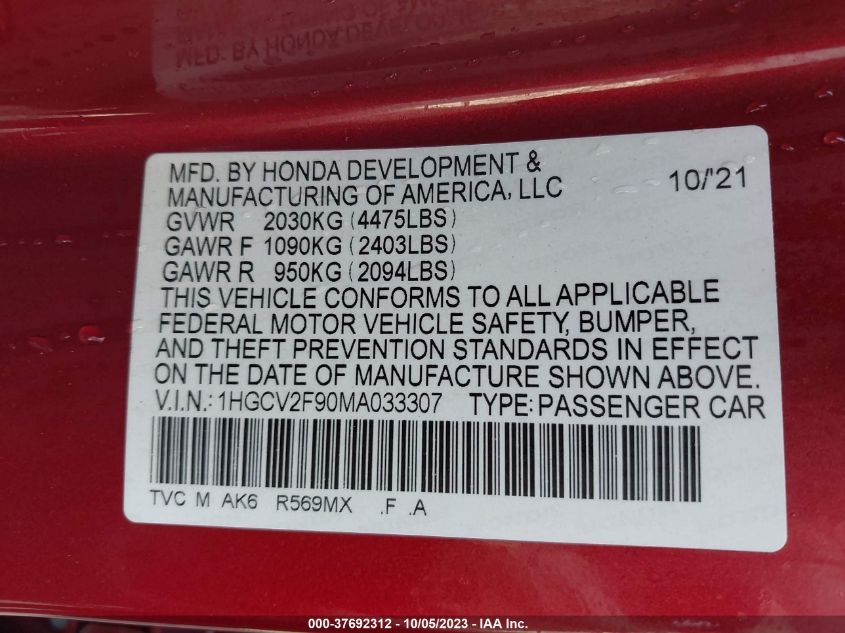 MFD. BY HONDA DEVELOPMENT &
MANUFACTURING OF AMERICA, LLC 10/'21
GVWR 2030KG (4475LBS)
GAWR F 1090KG (2403LBS)
GAWR R 950KG (2094LBS)
THIS VEHICLE CONFORMS TO ALL APPLICABLE
FEDERAL MOTOR VEHICLE SAFETY, BUMPER,
AND THEFT PREVENTION STANDARDS IN EFFECT
ON THE DATE OF MANUFACTURE SHOWN ABOVE.
V.I.N.: 1HGCV2F90MA033307 TYPE: PASSENGER CAR
TVC M AK6 R569MX .F .A
000-37692312 - 10/05/2023 - IAA Inc.